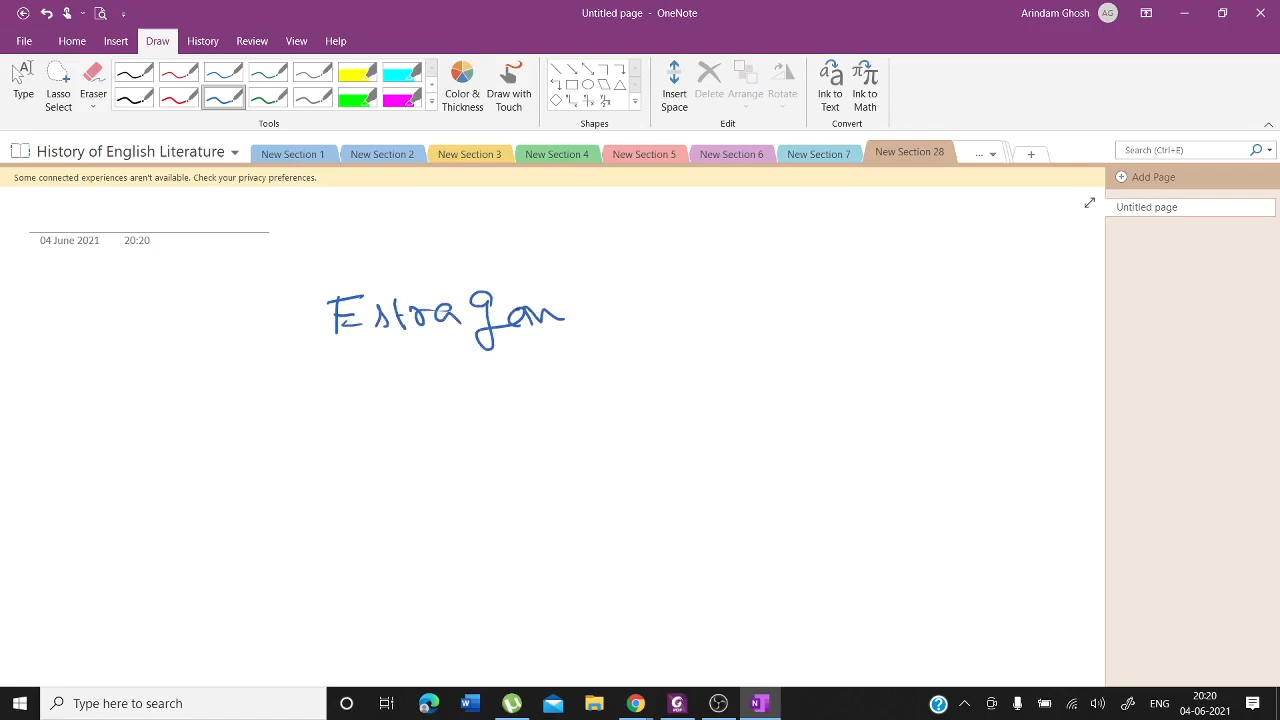 Untitled page - OneNote
Arindam Ghosh AG
File Home Insert Draw History Review View Help
Type
Lasso Select
Eraser
Color & Thickness
Draw with Touch
Insert Space
Delete
Arrange
Rotate
Ink to Text
Ink to Math
Tools Shapes Edit Convert
History of English Literature New Section 1 New Section 2 New Section 3 New Section 4 New Section 5 New Section 6 New Section 7 New Section 28 ... Search (Ctrl+E)
Some connected experiences aren't available. Check your privacy preferences.
Add Page
Untitled page
04 June 2021 20:20
Estragon
Type here to search
ENG
20:20
04-06-2021